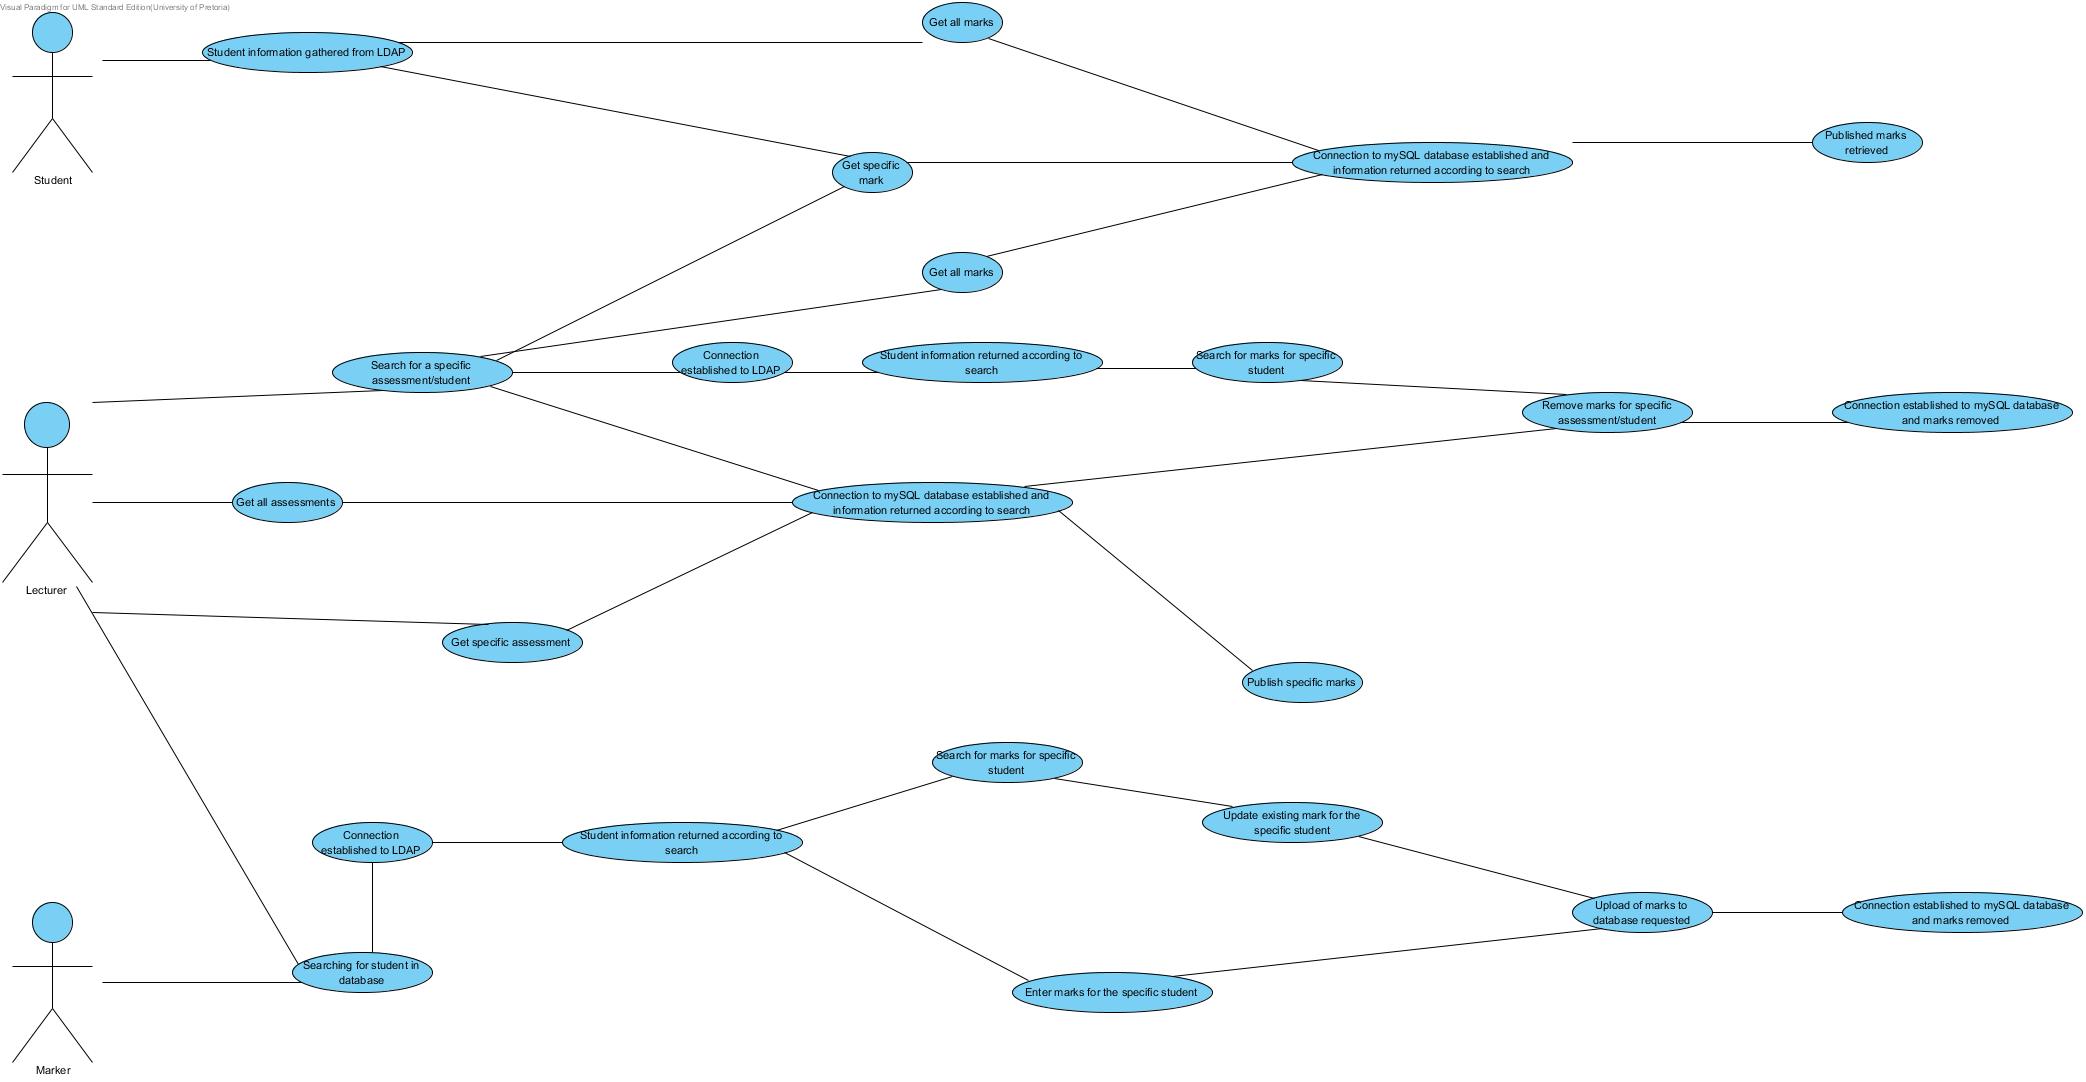 Visual Paradigm for UML Standard Edition(University of Pretoria)
Get all marks
Student information gathered from LDAP
Published marks
retrieved
Student
Get specific
mark
Connection to mySQL database established and
information returned according to search
Get all marks
Search for a specific
assessment/student
Connection
established to LDAP
Student information returned according to
search
Search for marks for specific
student
Remove marks for specific
assessment/student
Connection established to mySQL database
and marks removed
Lecturer
Get all assessments
Connection to mySQL database established and
information returned according to search
Get specific assessment
Publish specific marks
Search for marks for specific
student
Connection
established to LDAP
Student information returned according to
search
Update existing mark for the
specific student
Upload of marks to
database requested
Connection established to mySQL database
and marks removed
Searching for student in
database
Enter marks for the specific student
Marker